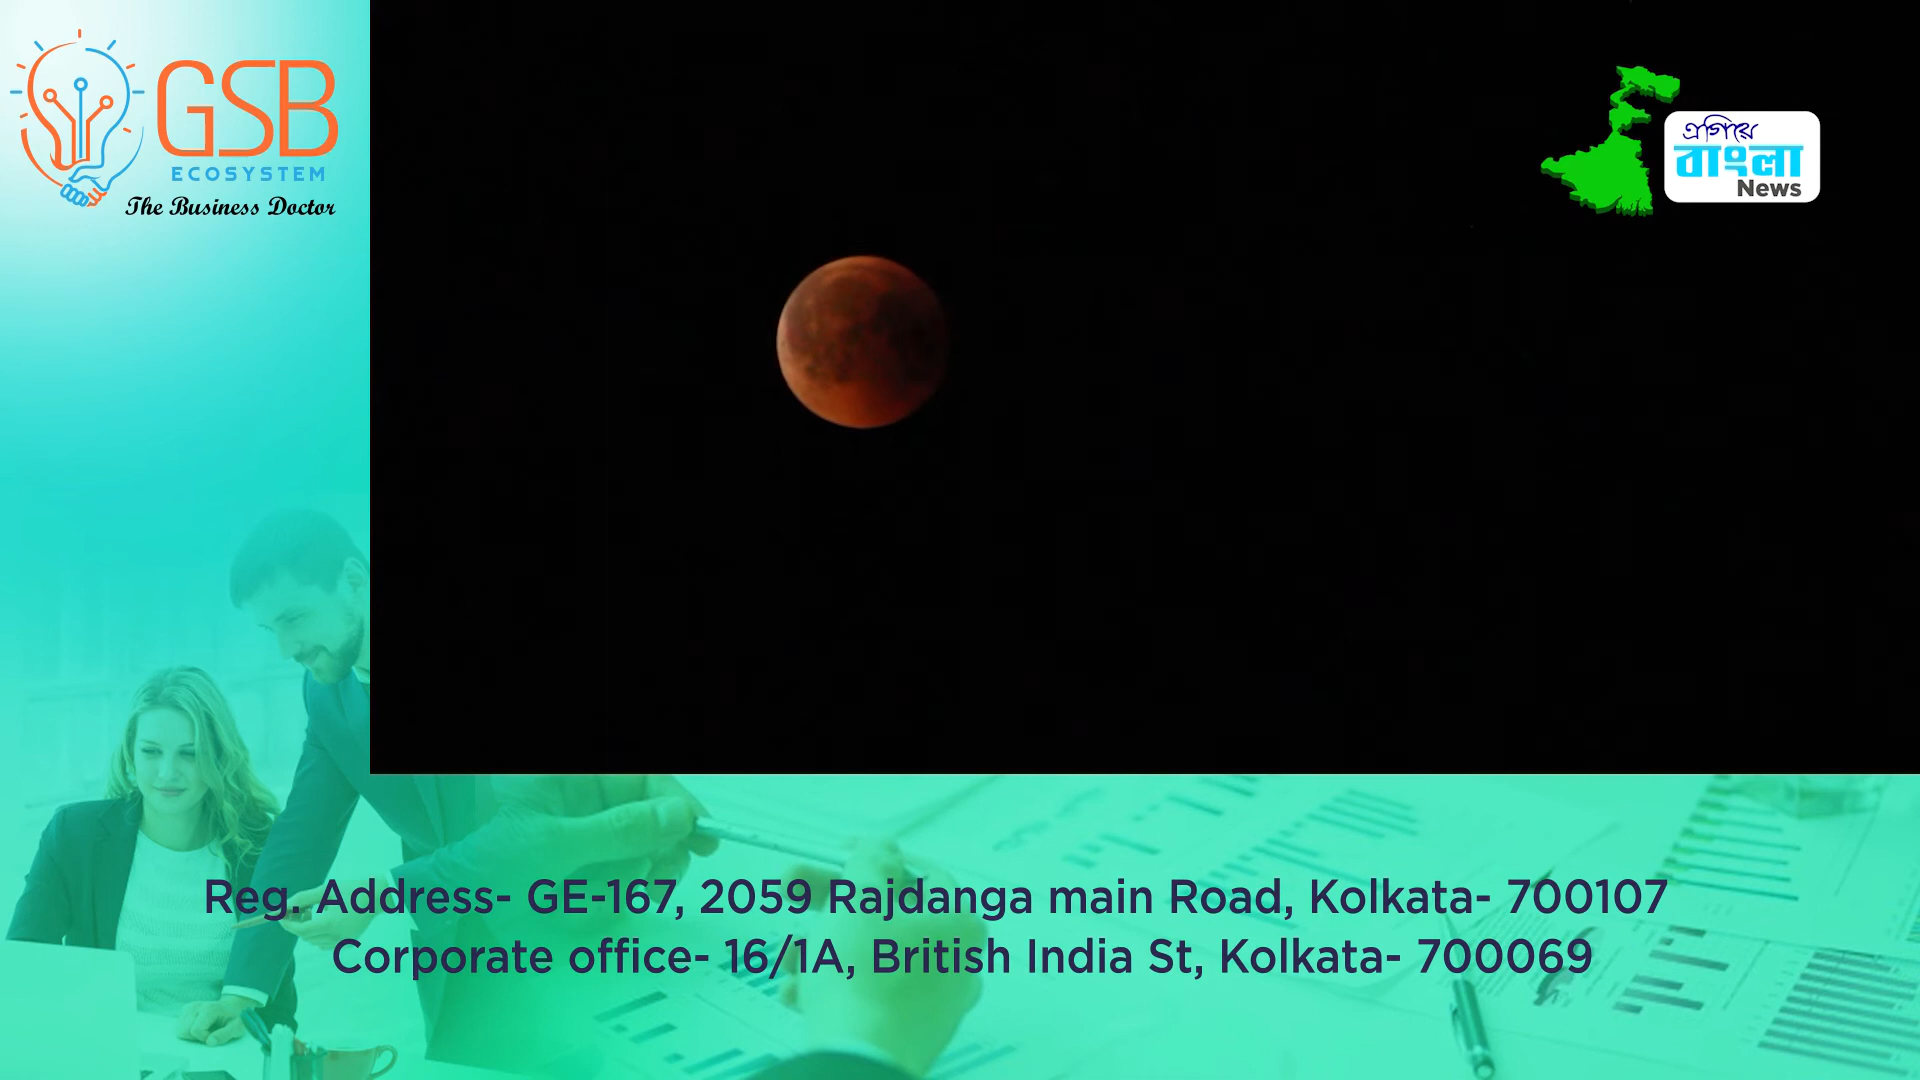 GSB
ECOSYSTEM
The Business Doctor
এগিয়ে
বাংলা
News
Reg. Address- GE-167, 2059 Rajdanga main Road, Kolkata- 700107
Corporate office- 16/1A, British India St, Kolkata- 700069